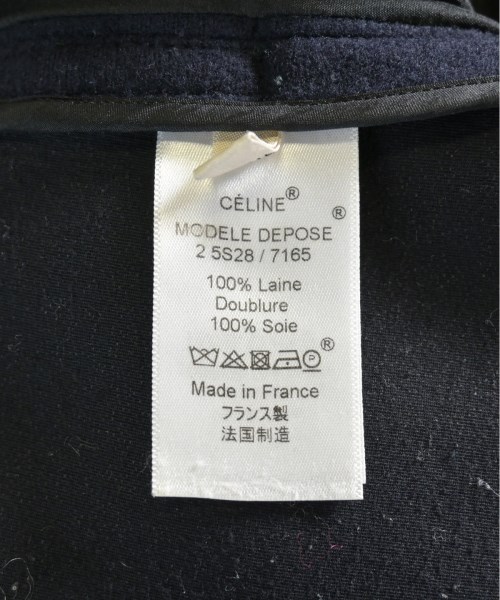 CÉLINE®
MODELE DEPOSE®
2 5S28 / 7165
100% Laine
Doublure
100% Soie
P ®
Made in France
フランス製
法国制造